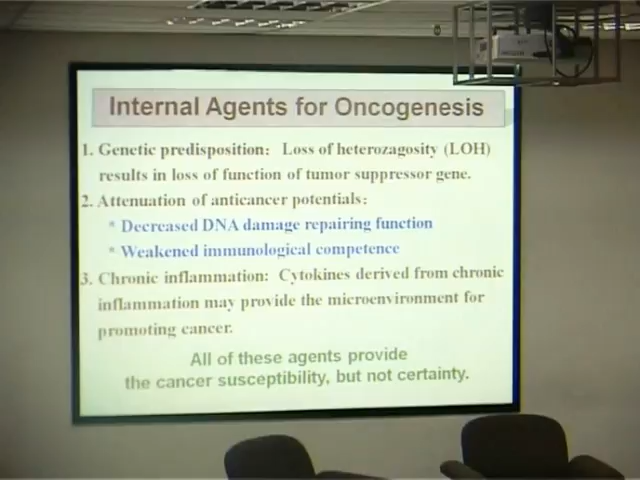 Internal Agents for Oncogenesis
1. Genetic predisposition: Loss of heterozagosity (LOH)
results in loss of function of tumor suppressor gene.
2. Attenuation of anticancer potentials:
* Decreased DNA damage repairing function
* Weakened immunological competence
3. Chronic inflammation: Cytokines derived from chronic
inflammation may provide the microenvironment for
promoting cancer.
All of these agents provide
the cancer susceptibility, but not certainty.